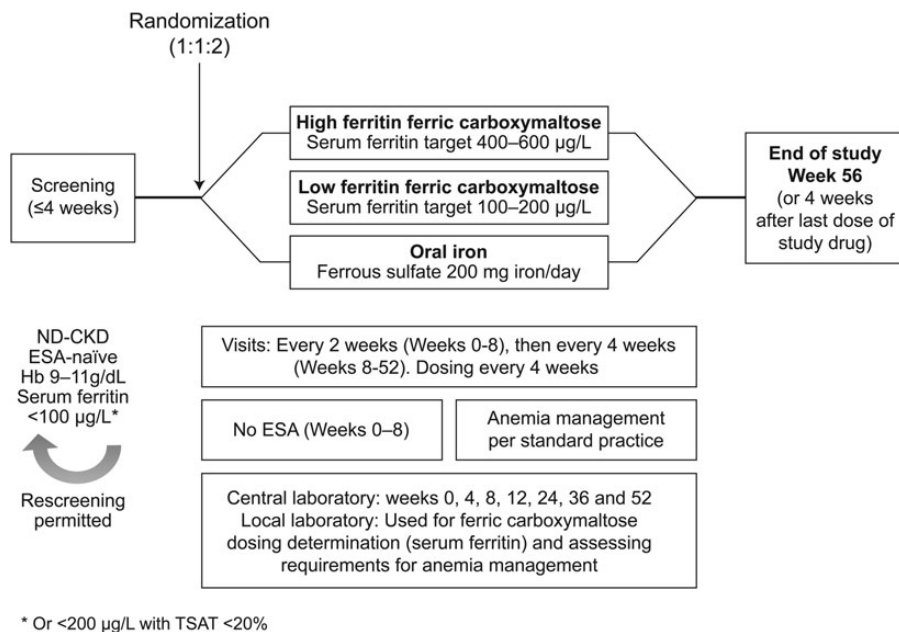 Randomization
(1:1:2)
Screening
(≤4 weeks)
High ferritin ferric carboxymaltose
Serum ferritin target 400–600 µg/L
Low ferritin ferric carboxymaltose
Serum ferritin target 100–200 µg/L
Oral iron
Ferrous sulfate 200 mg iron/day
End of study
Week 56
(or 4 weeks
after last dose of
study drug)
ND-CKD
ESA-naïve
Hb 9–11g/dL
Serum ferritin
<100 µg/L*
Rescreening
permitted
Visits: Every 2 weeks (Weeks 0-8), then every 4 weeks
(Weeks 8-52). Dosing every 4 weeks
No ESA (Weeks 0–8)
Anemia management
per standard practice
Central laboratory: weeks 0, 4, 8, 12, 24, 36 and 52
Local laboratory: Used for ferric carboxymaltose
dosing determination (serum ferritin) and assessing
requirements for anemia management
* Or <200 µg/L with TSAT <20%